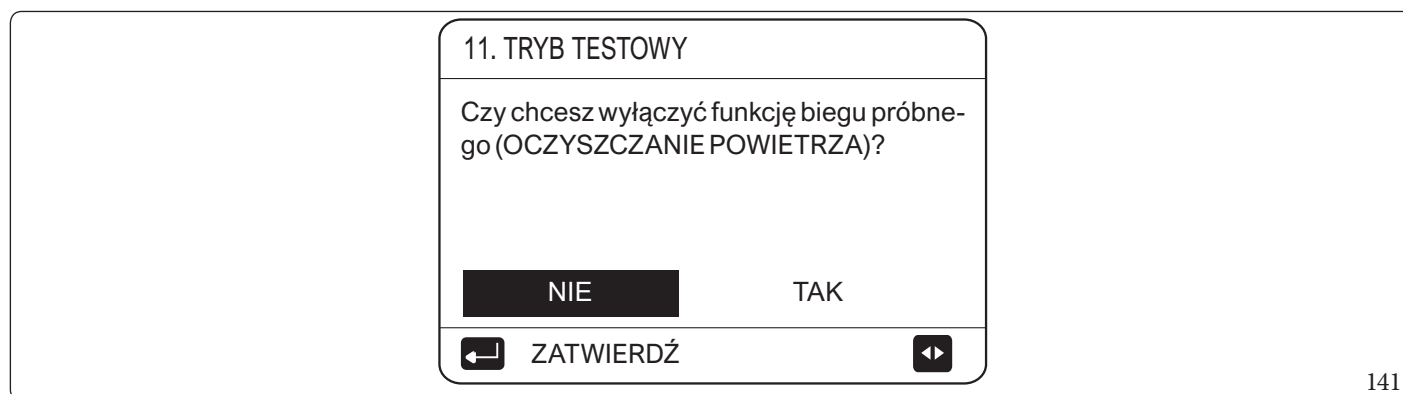 11. TRYB TESTOWY
Czy chcesz wyłączyć funkcję biegu próbne-
go (OCZYSZCZANIE POWIETRZA)?
NIE TAK
ZATWIERDŹ
141